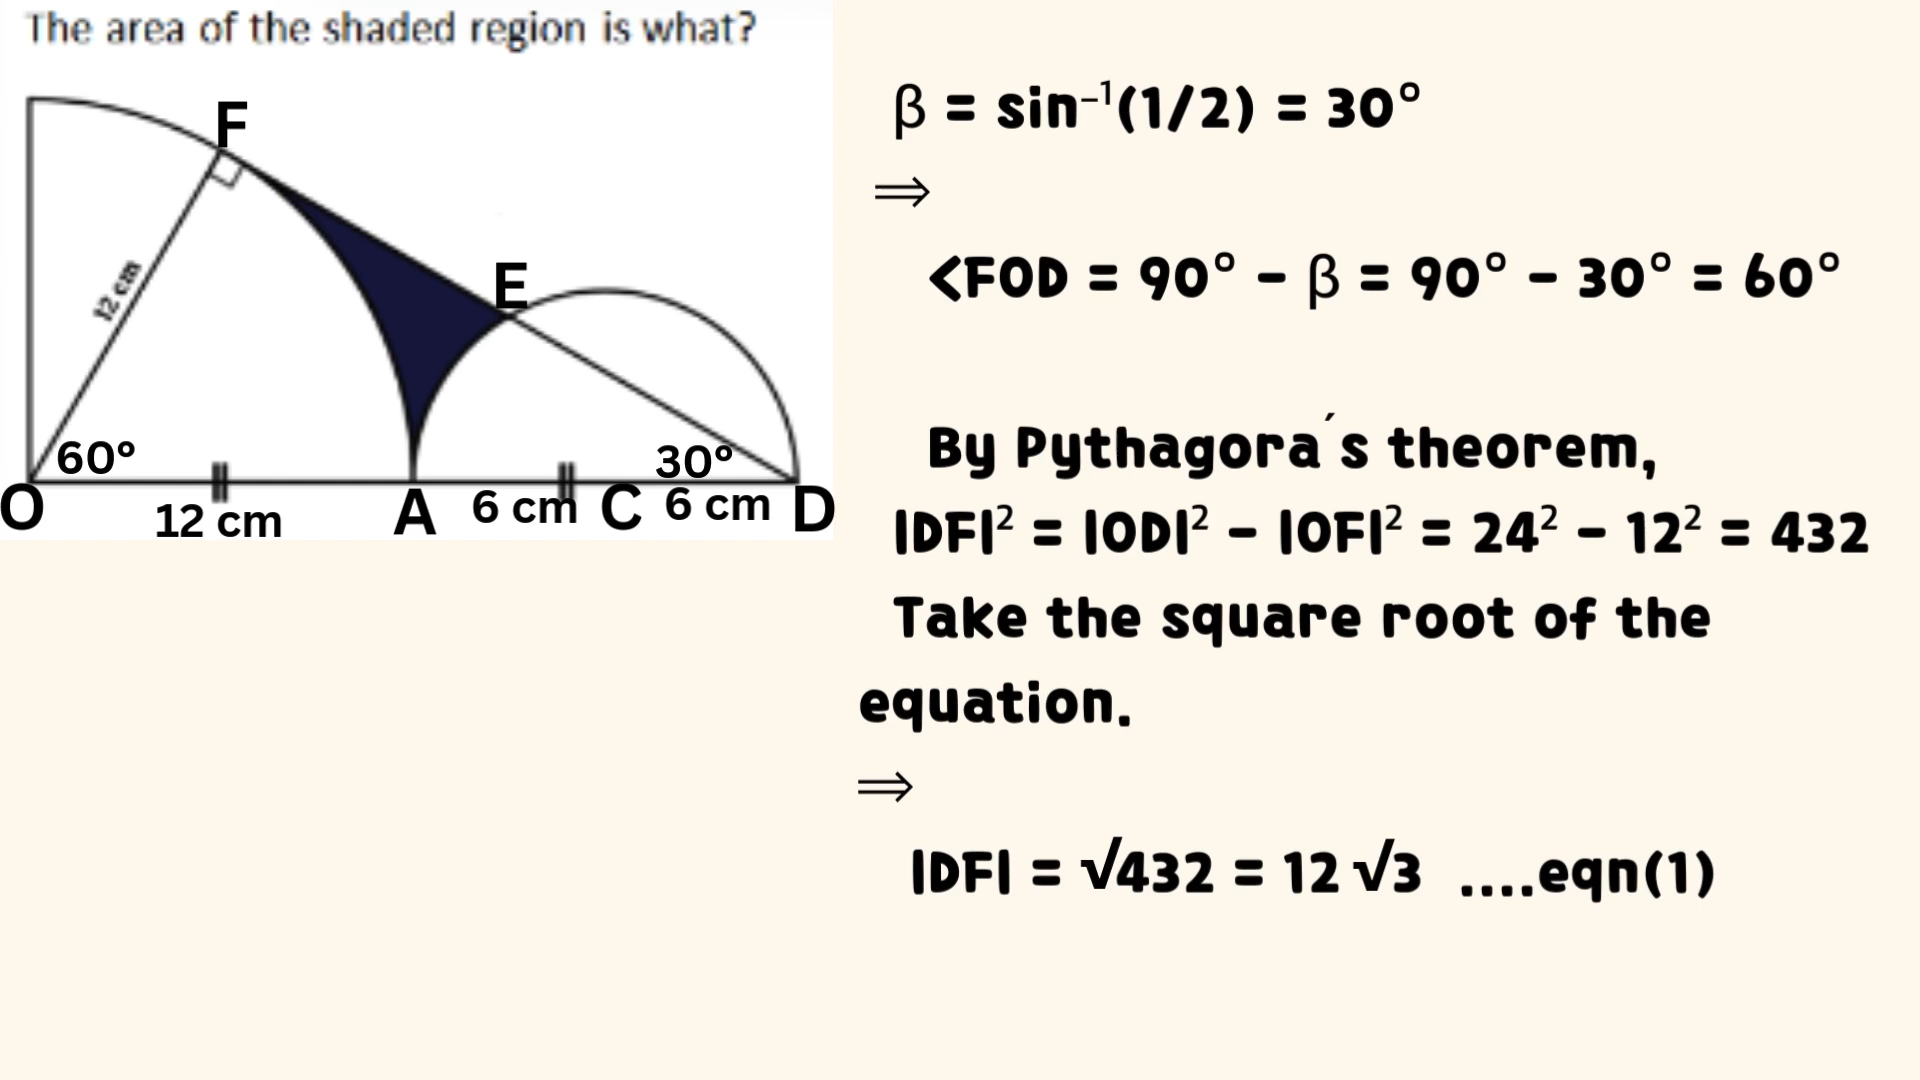 The area of the shaded region is what?
F
E
12 cm
60°
30°
O
12 cm
A
6 cm
C
6 cm
D
β = sin⁻¹(1/2) = 30°
⇒
<FOD = 90° - β = 90° - 30° = 60°
By Pythagora´s theorem,
|DF|² = |OD|² - |OF|² = 24² - 12² = 432
Take the square root of the
equation.
⇒
|DF| = √432 = 12 √3 ....eqn(1)